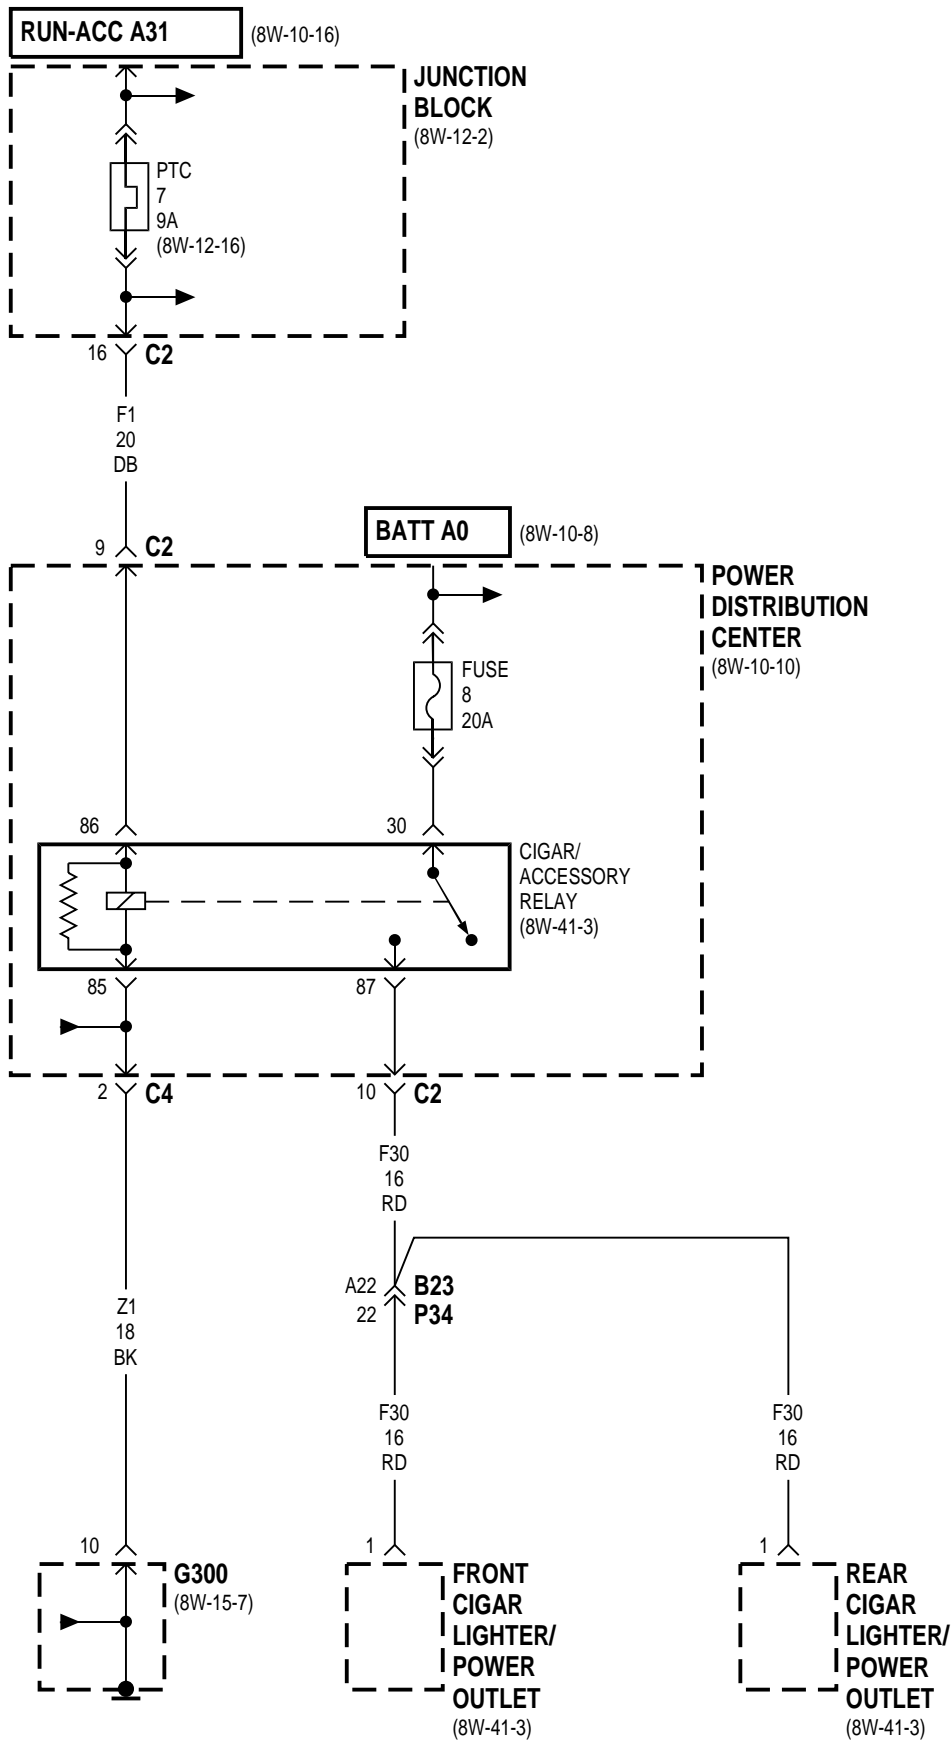 RUN-ACC A31 (8W-10-16)
JUNCTION
BLOCK
(8W-12-2)
PTC
7
9A
(8W-12-16)
16 C2
F1
20
DB
BATT A0 (8W-10-8)
9 C2
POWER
DISTRIBUTION
CENTER
(8W-10-10)
FUSE
8
20A
86 30
CIGAR/
ACCESSORY
RELAY
(8W-41-3)
85 87
2 C4 10 C2
F30
16
RD
A22 B23
22 P34
Z1
18
BK
F30
16
RD
F30
16
RD
10
G300
(8W-15-7)
1
FRONT
CIGAR
LIGHTER/
POWER
OUTLET
(8W-41-3)
1
REAR
CIGAR
LIGHTER/
POWER
OUTLET
(8W-41-3)